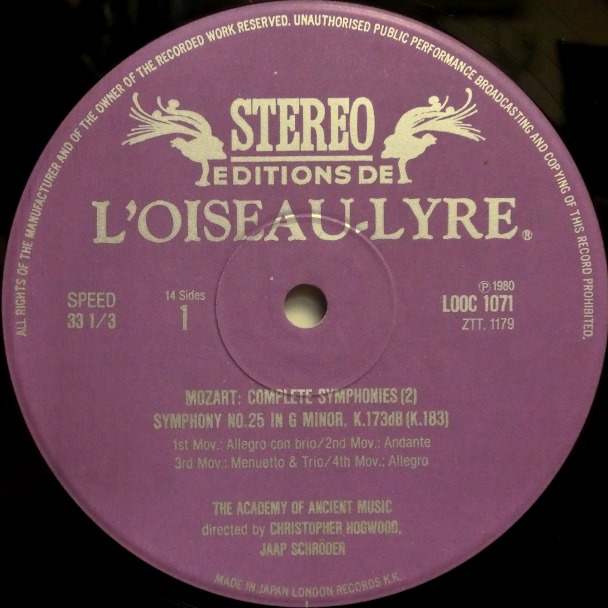 ALL RIGHTS OF THE MANUFACTURER AND OF THE OWNER OF THE RECORDED WORK RESERVED. UNAUTHORISED PUBLIC PERFORMANCE BROADCASTING AND COPYING OF THIS RECORD PROHIBITED.
STEREO
EDITIONS DE
L'OISEAU-LYRE®
SPEED
33 1/3
14 Sides
1
℗ 1980
LOOC 1071
ZTT. 1179
MOZART: COMPLETE SYMPHONIES (2)
SYMPHONY NO.25 IN G MINOR, K.173dB (K.183)
1st Mov.: Allegro con brio/2nd Mov.: Andante
3rd Mov.: Menuetto & Trio/4th Mov.: Allegro
THE ACADEMY OF ANCIENT MUSIC
directed by CHRISTOPHER HOGWOOD,
JAAP SCHRÖDER
MADE IN JAPAN LONDON RECORDS K.K.